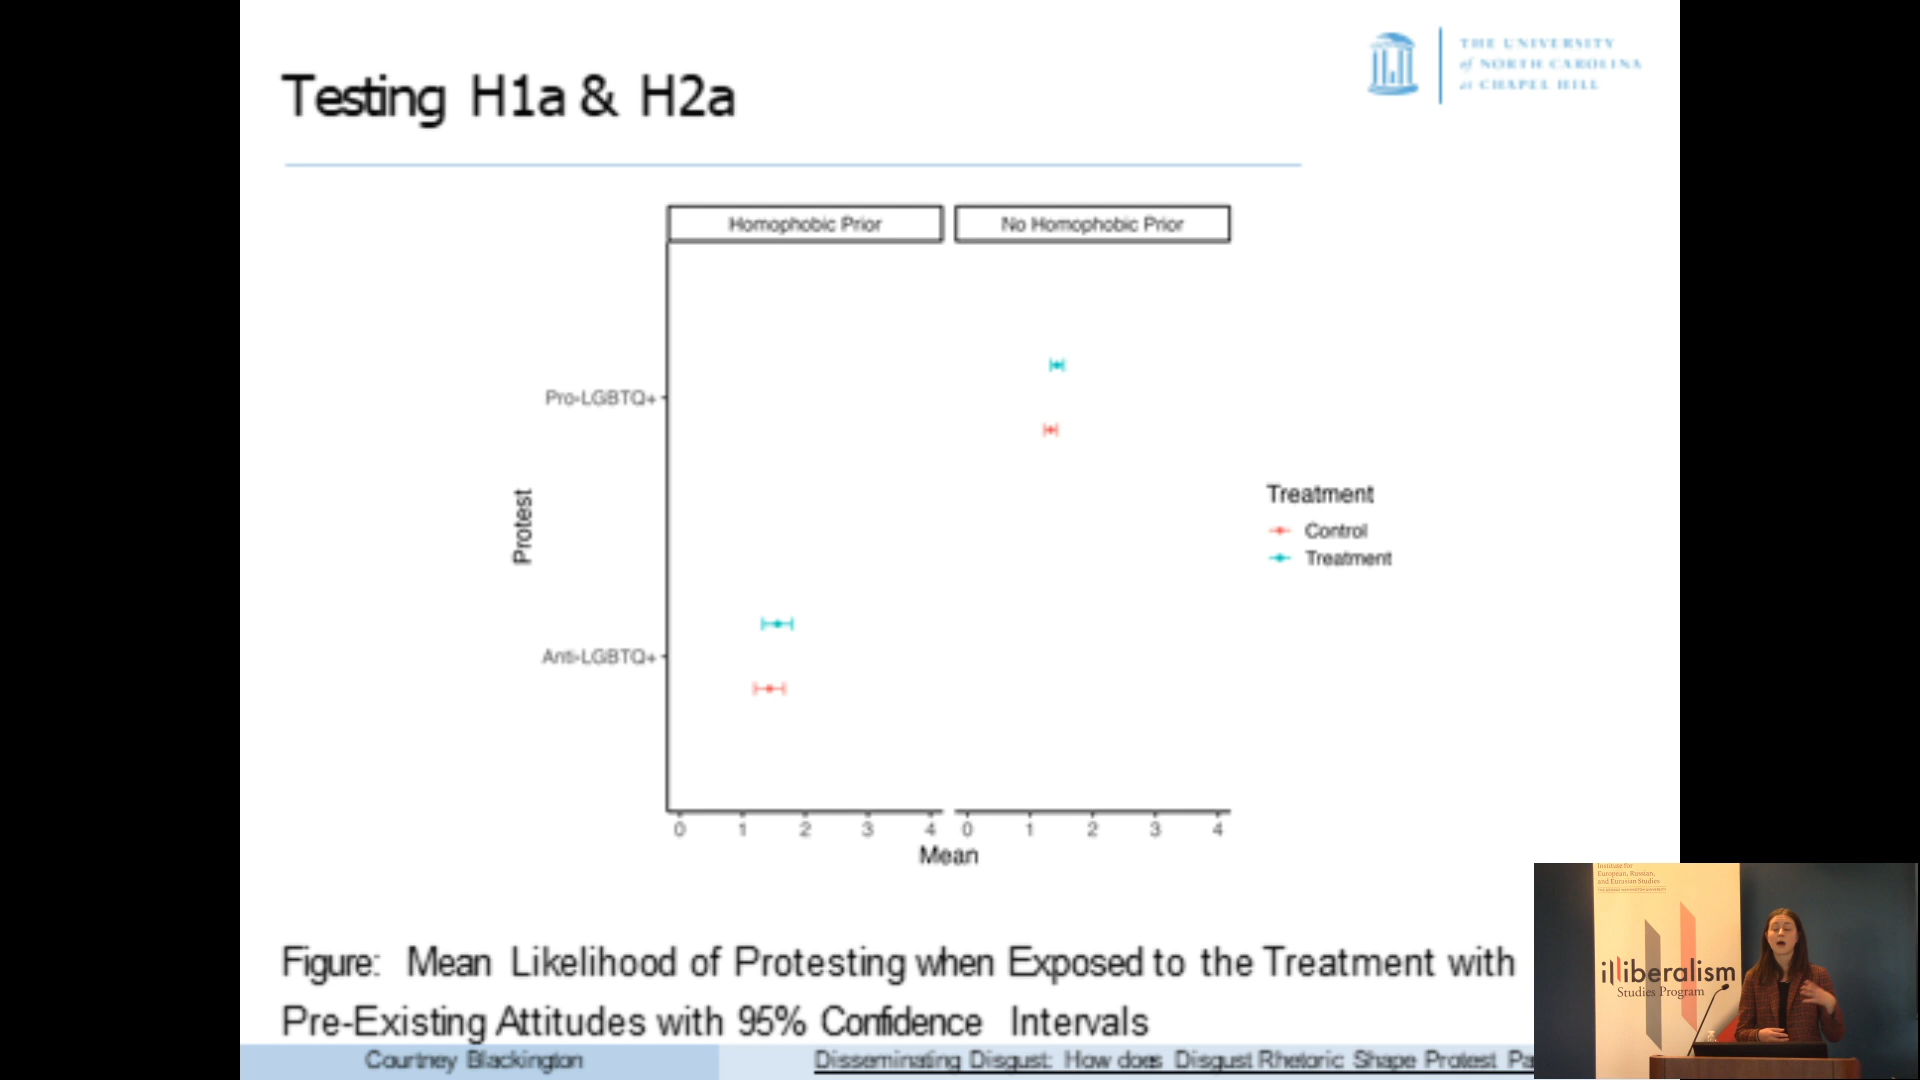 Testing H1a & H2a
THE UNIVERSITY
of NORTH CAROLINA
at CHAPEL HILL
Homophobic Prior
No Homophobic Prior
Pro-LGBTQ+
Anti-LGBTQ+
Protest
0 1 2 3 4 0 1 2 3 4
Mean
Treatment
Control
Treatment
Figure: Mean Likelihood of Protesting when Exposed to the Treatment with
Pre-Existing Attitudes with 95% Confidence Intervals
Courtney Blackington
Disseminating Disgust: How does Disgust Rhetoric Shape Protest Pa
Institute for
European, Russian,
and Eurasian Studies
illiberalism
Studies Program